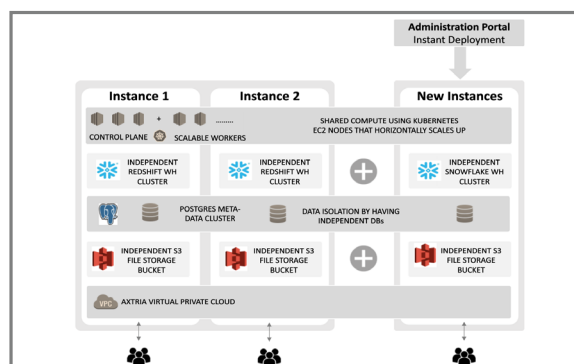 Administration Portal
Instant Deployment
Instance 1
Instance 2
New Instances
+
.........
CONTROL PLANE
SCALABLE WORKERS
SHARED COMPUTE USING KUBERNETES
EC2 NODES THAT HORIZONTALLY SCALES UP
INDEPENDENT
REDSHIFT WH
CLUSTER
INDEPENDENT
REDSHIFT WH
CLUSTER
INDEPENDENT
SNOWFLAKE WH
CLUSTER
POSTGRES META-
DATA CLUSTER
DATA ISOLATION BY HAVING
INDEPENDENT DBs
INDEPENDENT S3
FILE STORAGE
BUCKET
INDEPENDENT S3
FILE STORAGE
BUCKET
INDEPENDENT S3
FILE STORAGE
BUCKET
VPC
AXTRIA VIRTUAL PRIVATE CLOUD